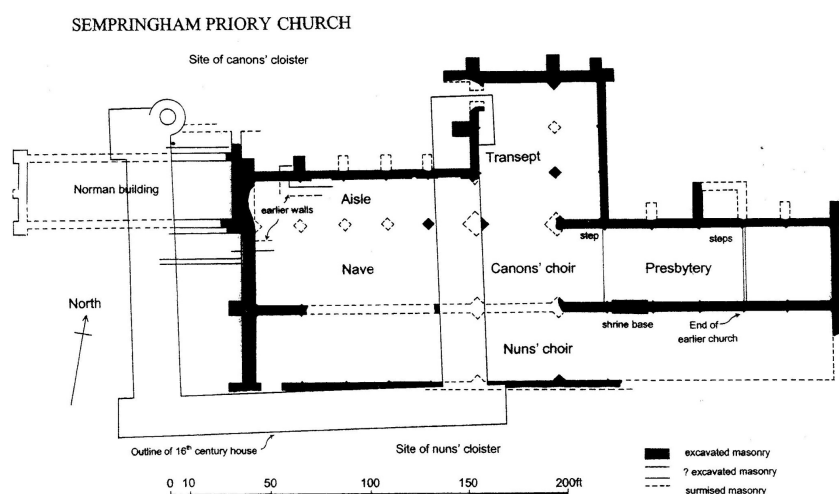 SEMPRINGHAM PRIORY CHURCH
Site of canons' cloister
Transept
Norman building
Aisle
earlier walls
step
steps
Nave
Canons' choir
Presbytery
North
shrine base
End of
earlier church
Nuns' choir
Outline of 16th century house
Site of nuns' cloister
excavated masonry
? excavated masonry
surmised masonry
0 10 50 100 150 200ft